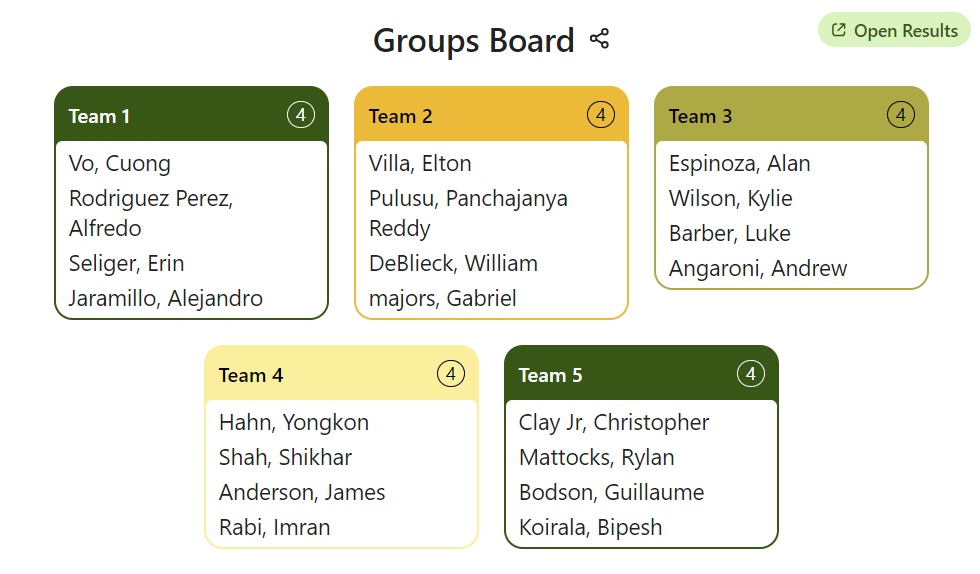 Groups Board
Open Results
Team 1 4
Vo, Cuong
Rodriguez Perez,
Alfredo
Seliger, Erin
Jaramillo, Alejandro
Team 2 4
Villa, Elton
Pulusu, Panchajanya
Reddy
DeBlieck, William
majors, Gabriel
Team 3 4
Espinoza, Alan
Wilson, Kylie
Barber, Luke
Angaroni, Andrew
Team 4 4
Hahn, Yongkon
Shah, Shikhar
Anderson, James
Rabi, Imran
Team 5 4
Clay Jr, Christopher
Mattocks, Rylan
Bodson, Guillaume
Koirala, Bipesh